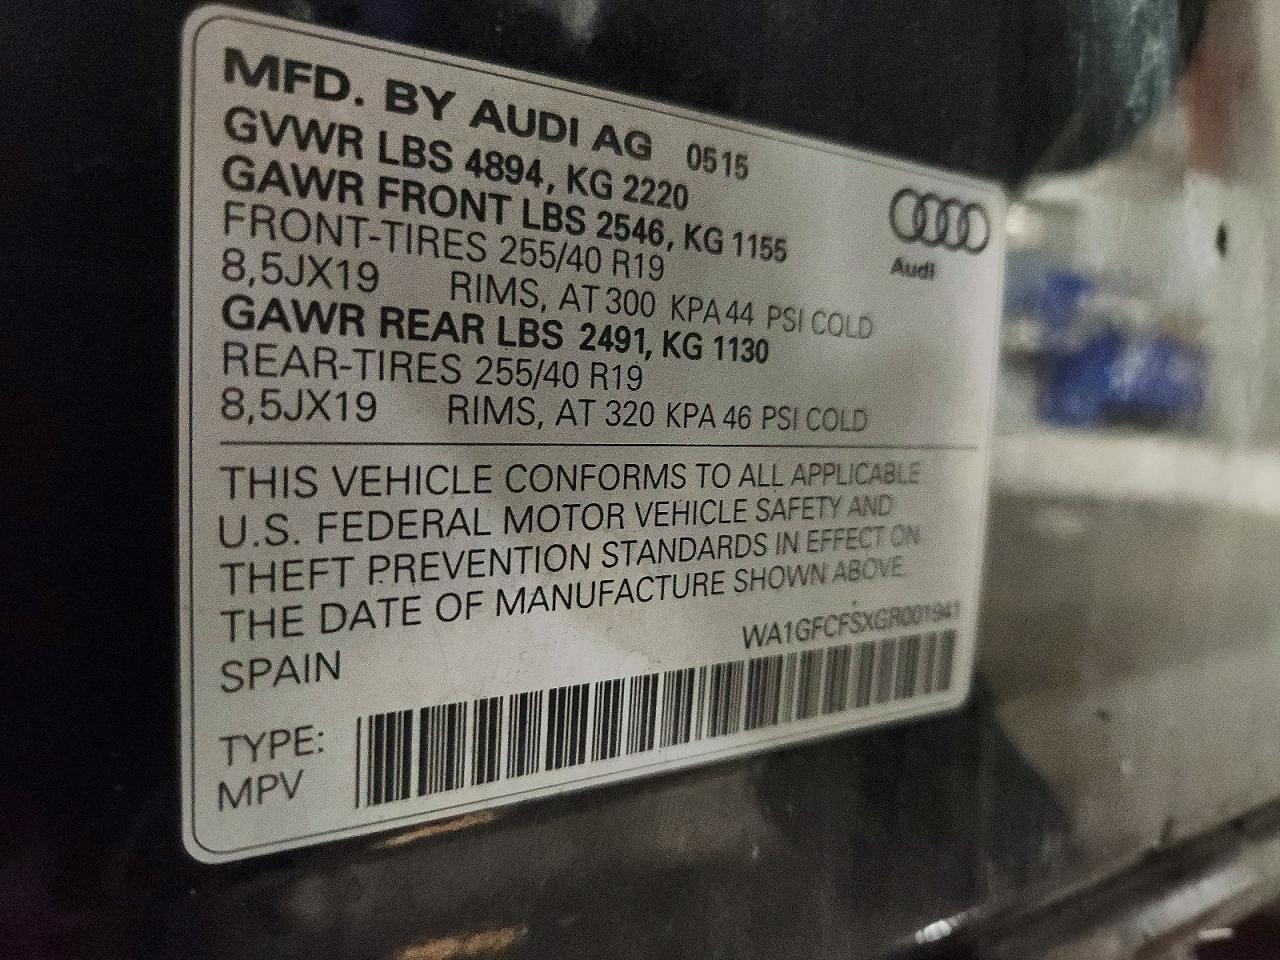 MFD. BY AUDI AG 0515
GVWR LBS 4894, KG 2220
GAWR FRONT LBS 2546, KG 1155
FRONT-TIRES 255/40 R19
8,5JX19 RIMS, AT 300 KPA 44 PSI COLD
GAWR REAR LBS 2491, KG 1130
REAR-TIRES 255/40 R19
8,5JX19 RIMS, AT 320 KPA 46 PSI COLD
Audi
THIS VEHICLE CONFORMS TO ALL APPLICABLE
U.S. FEDERAL MOTOR VEHICLE SAFETY AND
THEFT PREVENTION STANDARDS IN EFFECT ON
THE DATE OF MANUFACTURE SHOWN ABOVE.
SPAIN
WA1GFCFSXGR001941
TYPE:
MPV